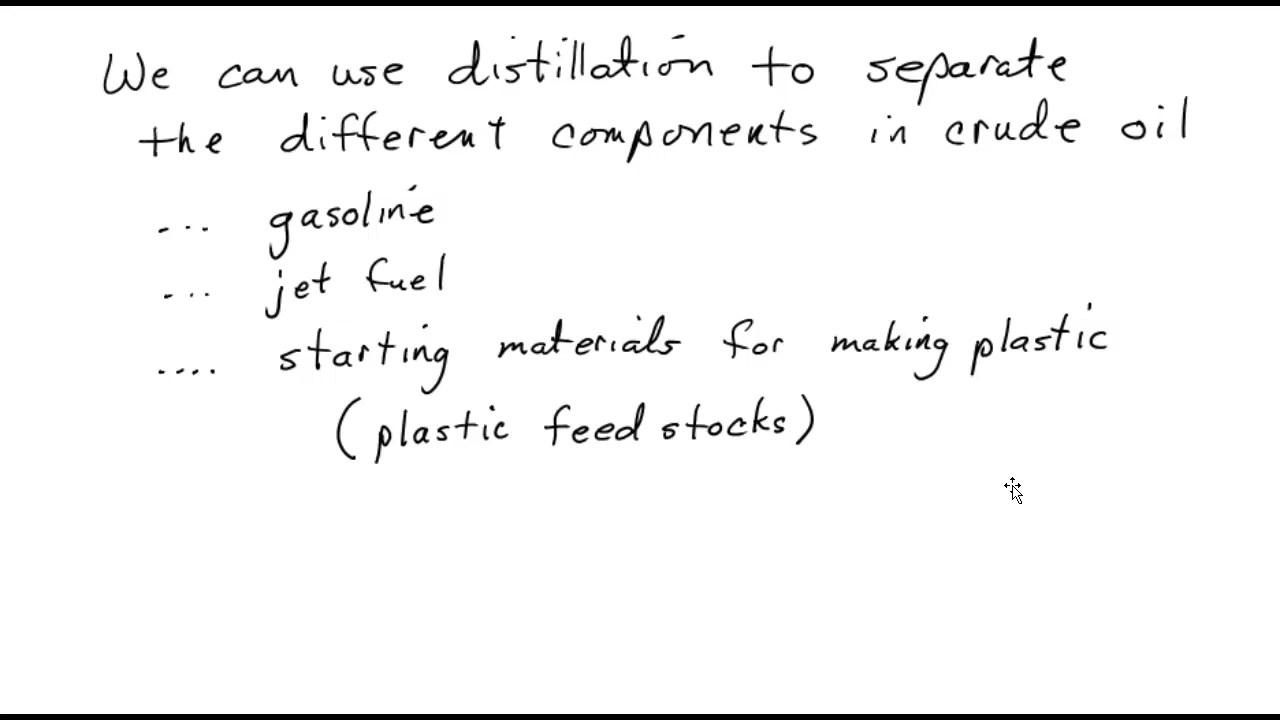 We can use distillation to separate
the different components in crude oil
... gasoline
... jet fuel
.... starting materials for making plastic
(plastic feed stocks)